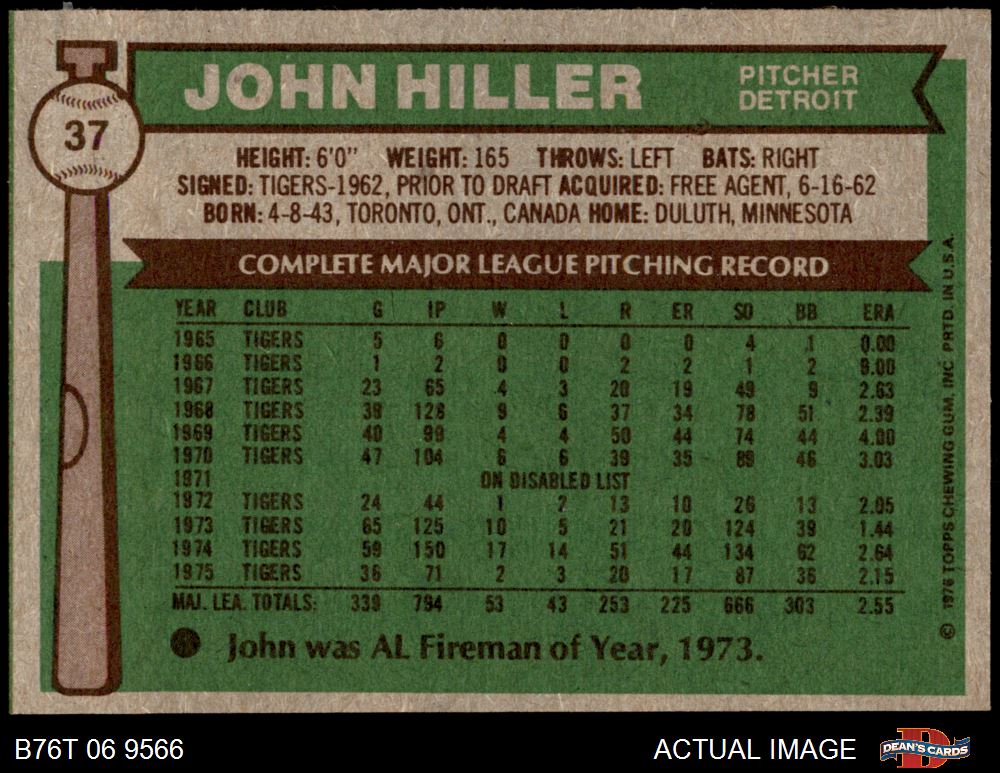 37
JOHN HILLER
PITCHER
DETROIT
HEIGHT: 6'0" WEIGHT: 165 THROWS: LEFT BATS: RIGHT
SIGNED: TIGERS-1962, PRIOR TO DRAFT ACQUIRED: FREE AGENT, 6-16-62
BORN: 4-8-43, TORONTO, ONT., CANADA HOME: DULUTH, MINNESOTA
COMPLETE MAJOR LEAGUE PITCHING RECORD
YEAR CLUB G IP W L R ER SO BB ERA
1965 TIGERS 5 6 0 0 0 0 4 1 0.00
1966 TIGERS 1 2 0 0 2 2 1 2 9.00
1967 TIGERS 23 65 4 3 20 19 49 9 2.63
1968 TIGERS 39 128 9 6 37 34 78 51 2.39
1969 TIGERS 40 99 4 4 50 44 74 44 4.00
1970 TIGERS 47 104 6 6 39 35 89 46 3.03
1971 ON DISABLED LIST
1972 TIGERS 24 44 1 2 13 10 26 13 2.05
1973 TIGERS 65 125 10 5 21 20 124 39 1.44
1974 TIGERS 59 150 17 14 51 44 134 62 2.64
1975 TIGERS 36 71 2 3 20 17 87 36 2.15
MAJ. LEA. TOTALS: 339 794 53 43 253 225 666 303 2.55
John was AL Fireman of Year, 1973.
© 1976 TOPPS CHEWING GUM, INC. PRTD. IN U.S.A.
B76T 06 9566
ACTUAL IMAGE
DEAN'S CARDS